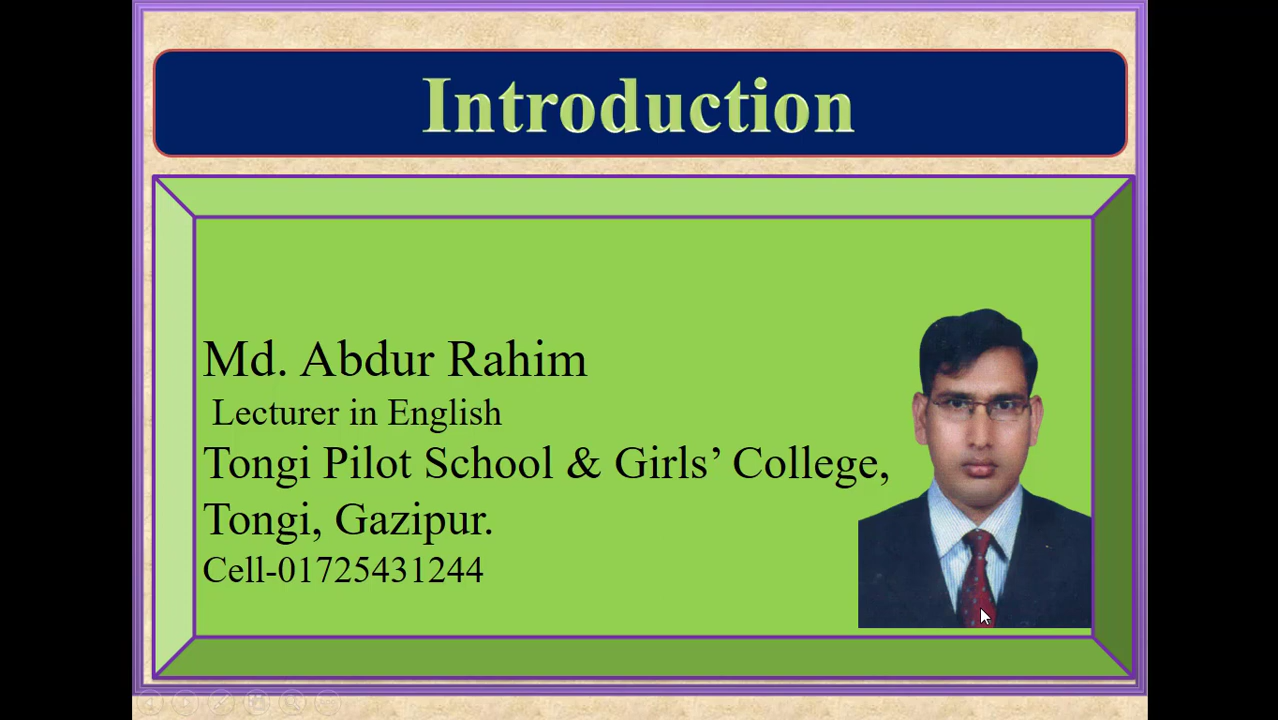 Introduction
Md. Abdur Rahim
Lecturer in English
Tongi Pilot School & Girls’ College,
Tongi, Gazipur.
Cell-01725431244